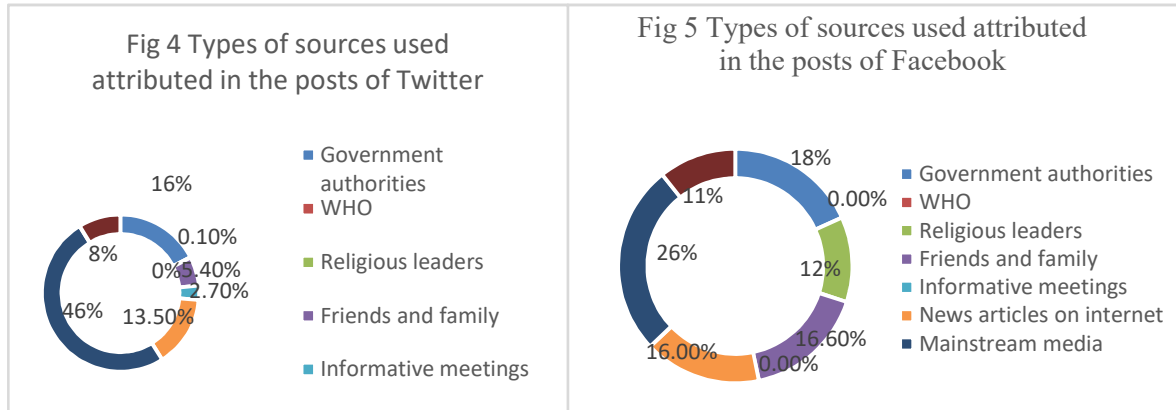 Fig 4 Types of sources used
attributed in the posts of Twitter
16%
0.10%
0%
5.40%
2.70%
13.50%
46%
8%
Government
authorities
WHO
Religious leaders
Friends and family
Informative meetings
Fig 5 Types of sources used attributed
in the posts of Facebook
18%
0.00%
12%
16.60%
0.00%
16.00%
26%
11%
Government authorities
WHO
Religious leaders
Friends and family
Informative meetings
News articles on internet
Mainstream media